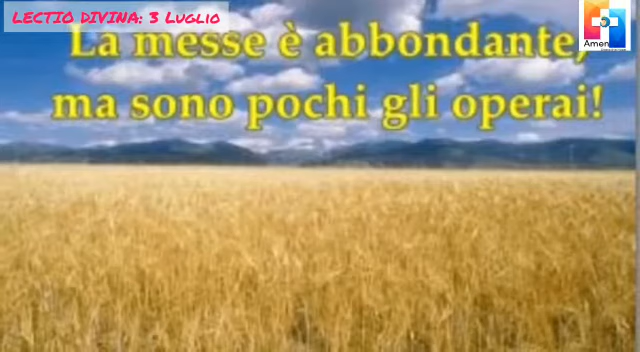 LECTIO DIVINA: 3 Luglio
Amen
La messe è abbondante,
ma sono pochi gli operai!